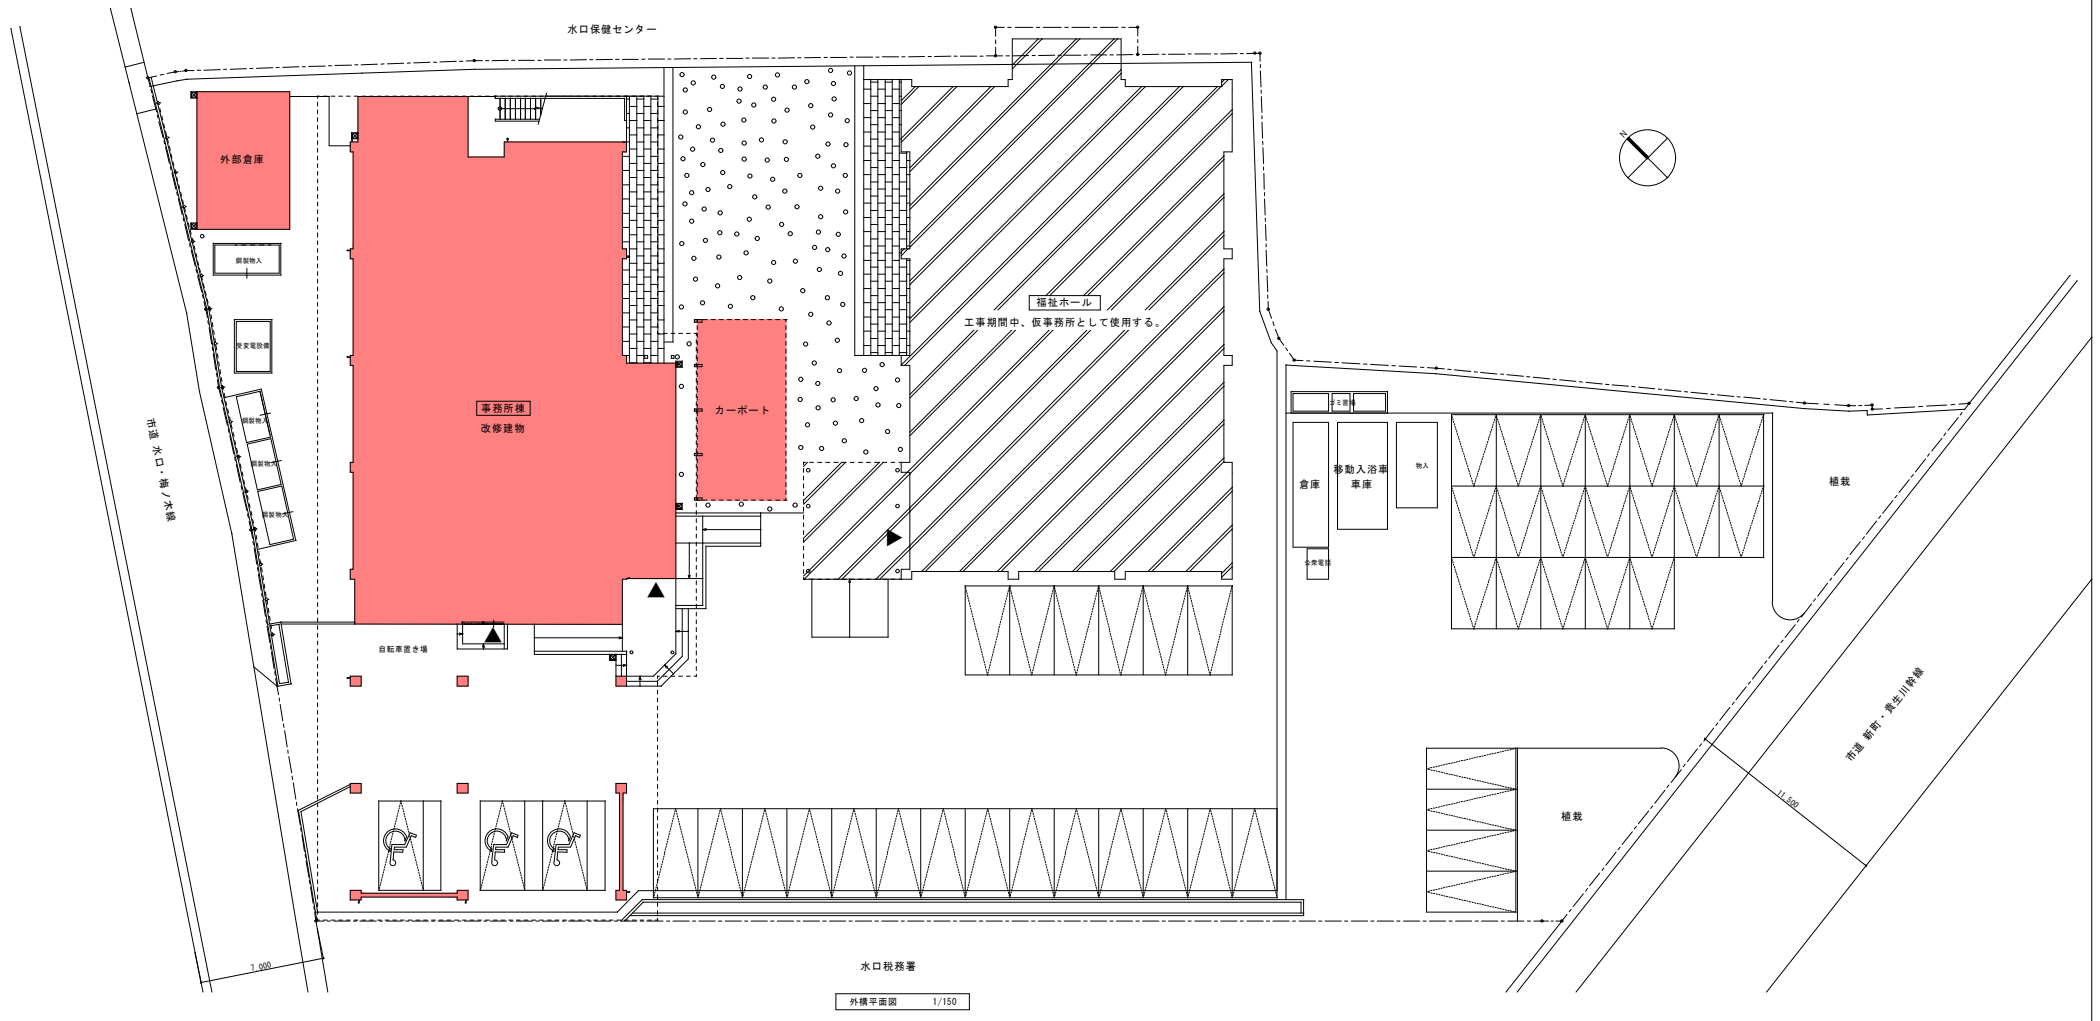 水口保健センター
N
外部倉庫
鋼製物入
受変電設備
鋼製物入
鋼製物入
鋼製物入
市道 水口・梅ノ木線
事務所棟
改修建物
カーポート
福祉ホール
工事期間中、仮事務所として使用する。
ゴミ置場
倉庫
移動入浴車
車庫
物入
公衆電話
植栽
自転車置き場
市道 新町・貴生川幹線
11,500
植栽
7,000
水口税務署
外構平面図 1/150